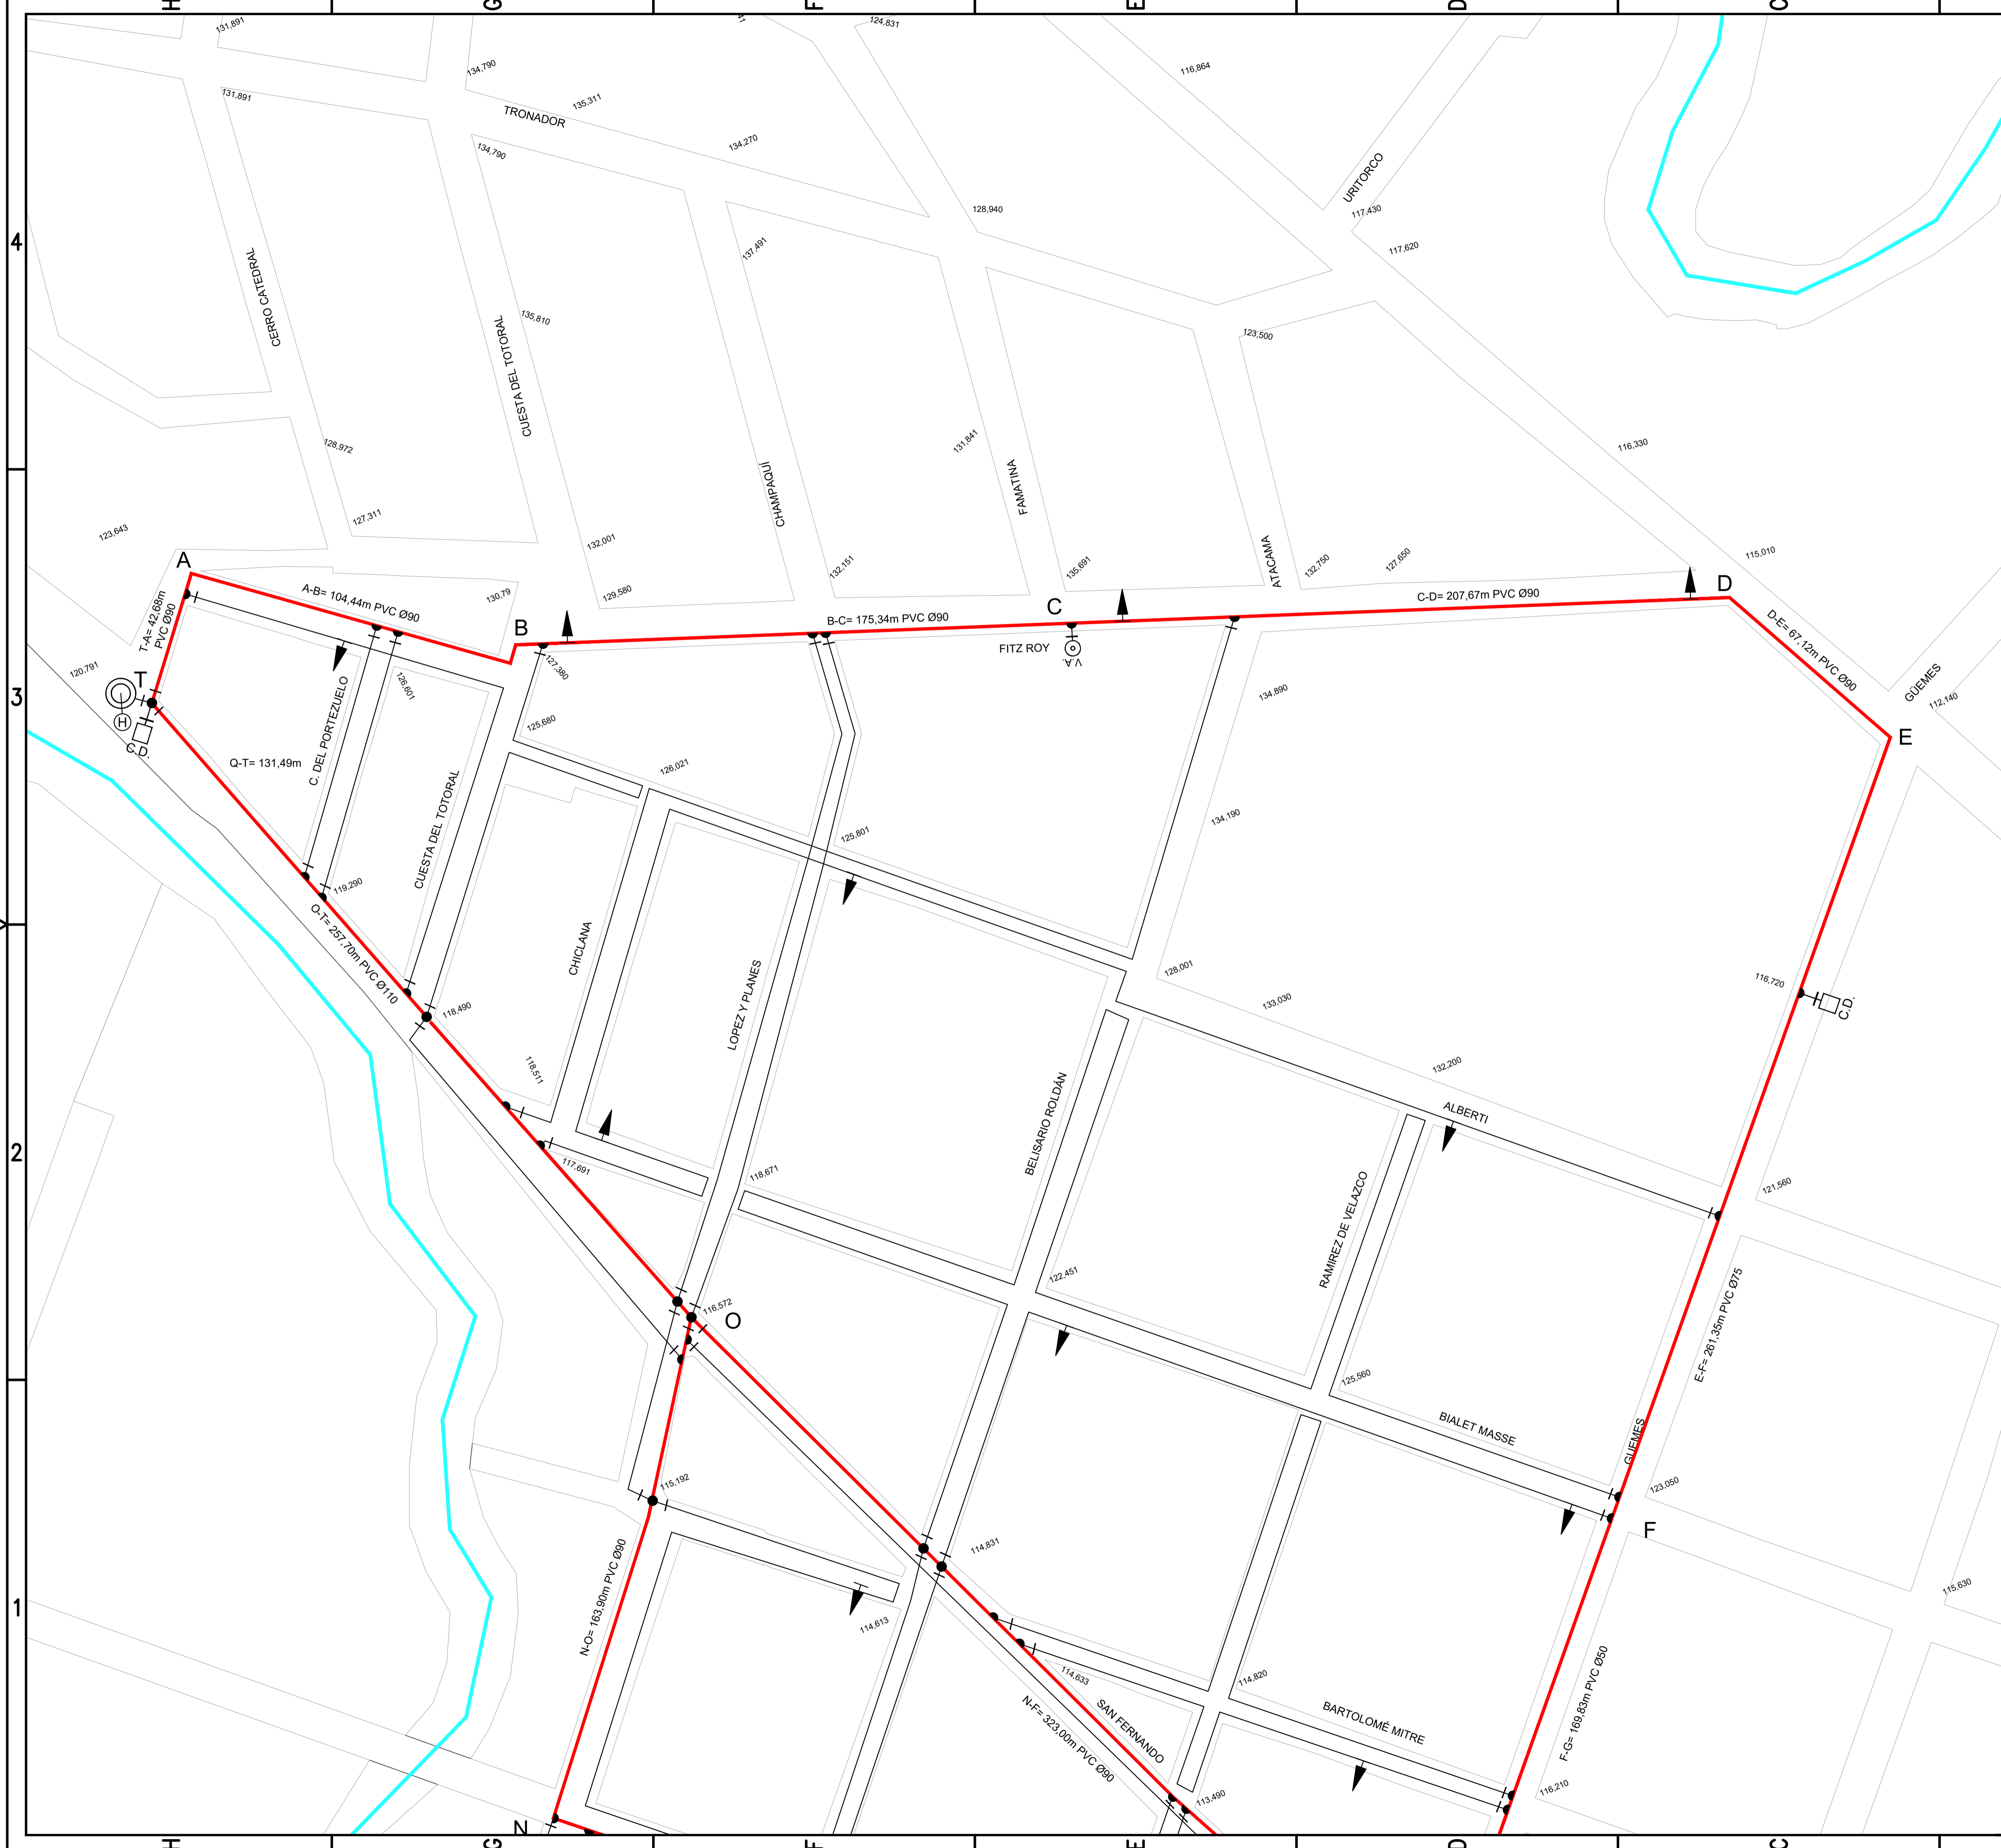 H
G
F
E
D
C
131,891
41
124,831
134,790
116,864
131,891
135,311
TRONADOR
134,790
134,270
URITORCO
128,940
117,430
4
137,491
117,620
CERRO CATEDRAL
135,810
CUESTA DEL TOTORAL
123,500
128,972
131,841
116,330
CHAMPAQUÍ
FAMATINA
127,311
123,643
132,001
ATACAMA
115,010
A
132,151
135,691
132,750
127,650
A-B= 104,44m PVC Ø90
130,79
129,580
C
C-D= 207,67m PVC Ø90
D
T-A= 42,68m
PVC Ø90
B
B-C= 175,34m PVC Ø90
D-E= 67,12m PVC Ø90
FITZ ROY
V.A.
120,791
127,380
T
126,601
134,890
GÜEMES
112,140
3
H
C.D.
125,680
E
Q-T= 131,49m
C. DEL PORTEZUELO
126,021
CUESTA DEL TOTORAL
134,190
125,801
119,290
O-T= 257,70m PVC Ø110
CHICLANA
LOPEZ Y PLANES
128,001
116,720
C.D.
118,490
133,030
118,511
132,200
BELISARIO ROLDÁN
ALBERTI
2
117,691
118,671
121,560
RAMIREZ DE VELAZCO
122,451
116,572
O
E-F= 261,35m PVC Ø75
125,560
BIALET MASSE
GUEMES
115,192
123,050
F
N-O= 163,90m PVC Ø90
114,831
115,630
1
114,613
114,633
114,820
F-G= 169,83m PVC Ø50
N-F= 323,00m PVC Ø90
SAN FERNANDO
BARTOLOMÉ MITRE
116,210
113,490
N
H
G
F
E
D
C